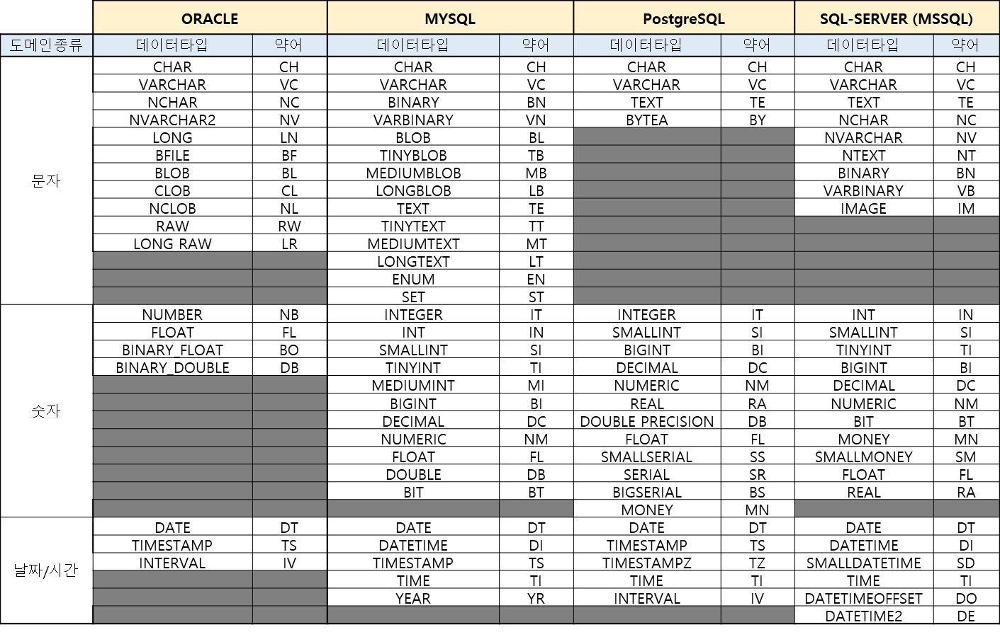 ORACLE MYSQL PostgreSQL SQL-SERVER (MSSQL)
도메인종류 데이터타입 약어 데이터타입 약어 데이터타입 약어 데이터타입 약어
CHAR CH CHAR CH CHAR CH CHAR CH
VARCHAR VC VARCHAR VC VARCHAR VC VARCHAR VC
NCHAR NC BINARY BN TEXT TE TEXT TE
NVARCHAR2 NV VARBINARY VN BYTEA BY NCHAR NC
LONG LN BLOB BL NVARCHAR NV
BFILE BF TINYBLOB TB NTEXT NT
문자 BLOB BL MEDIUMBLOB MB BINARY BN
CLOB CL LONGBLOB LB VARBINARY VB
NCLOB NL TEXT TE IMAGE IM
RAW RW TINYTEXT TT
LONG RAW LR MEDIUMTEXT MT
LONGTEXT LT
ENUM EN
SET ST
NUMBER NB INTEGER IT INTEGER IT INT IN
FLOAT FL INT IN SMALLINT SI SMALLINT SI
BINARY_FLOAT BO SMALLINT SI BIGINT BI TINYINT TI
BINARY_DOUBLE DB TINYINT TI DECIMAL DC BIGINT BI
MEDIUMINT MI NUMERIC NM DECIMAL DC
숫자 BIGINT BI REAL RA NUMERIC NM
DECIMAL DC DOUBLE PRECISION DB BIT BT
NUMERIC NM FLOAT FL MONEY MN
FLOAT FL SMALLSERIAL SS SMALLMONEY SM
DOUBLE DB SERIAL SR FLOAT FL
BIT BT BIGSERIAL BS REAL RA
MONEY MN
DATE DT DATE DT DATE DT DATE DT
TIMESTAMP TS DATETIME DI TIMESTAMP TS DATETIME DI
날짜/시간 INTERVAL IV TIMESTAMP TS TIMESTAMPZ TZ SMALLDATETIME SD
TIME TI TIME TI TIME TI
YEAR YR INTERVAL IV DATETIMEOFFSET DO
DATETIME2 DE